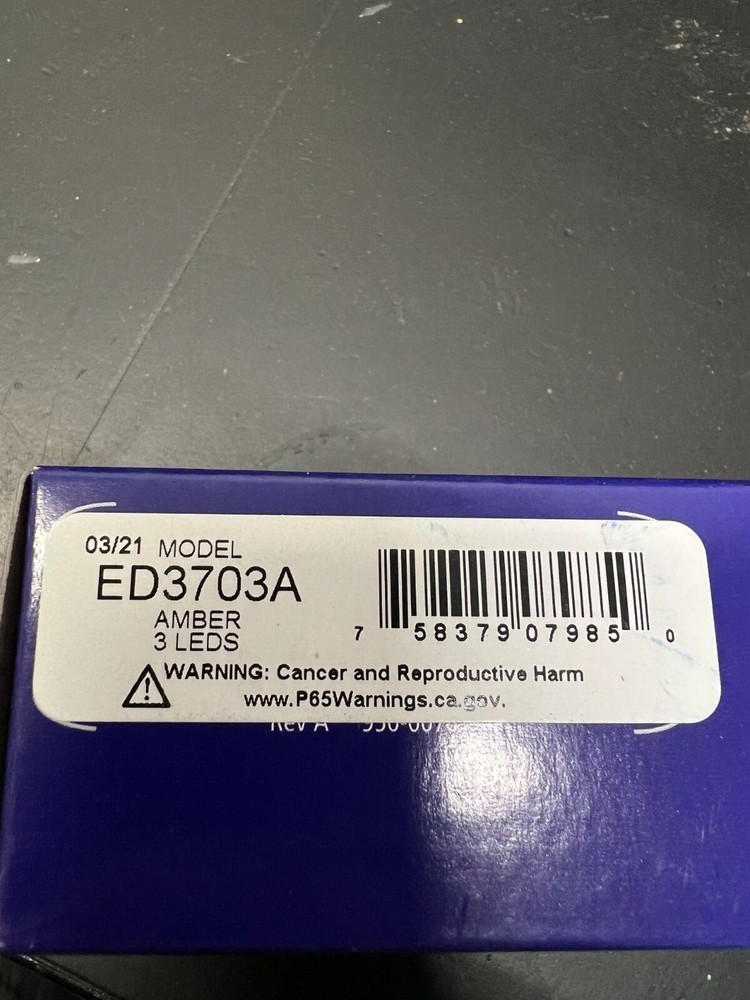 03/21 MODEL
ED3703A
AMBER
3 LEDS
7 58379 07985 0
WARNING: Cancer and Reproductive Harm
www.P65Warnings.ca.gov.
Rev A